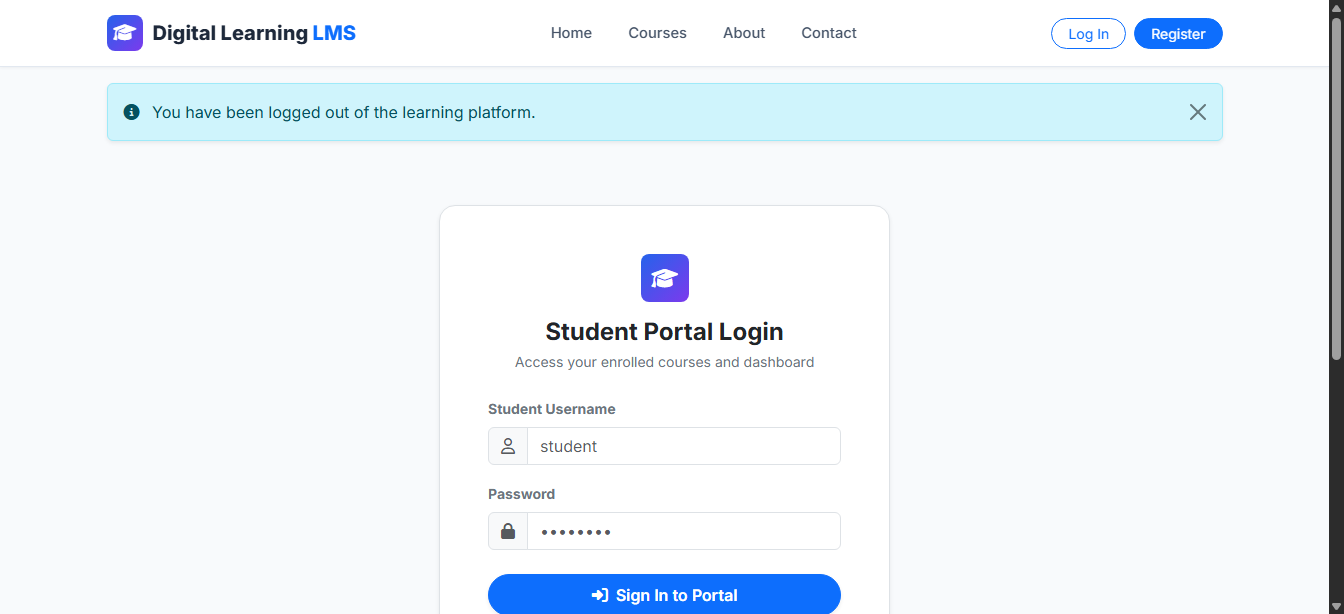 Digital Learning LMS
Home
Courses
About
Contact
Log In
Register
You have been logged out of the learning platform.
Student Portal Login
Access your enrolled courses and dashboard
Student Username
student
Password
••••••••
Sign In to Portal